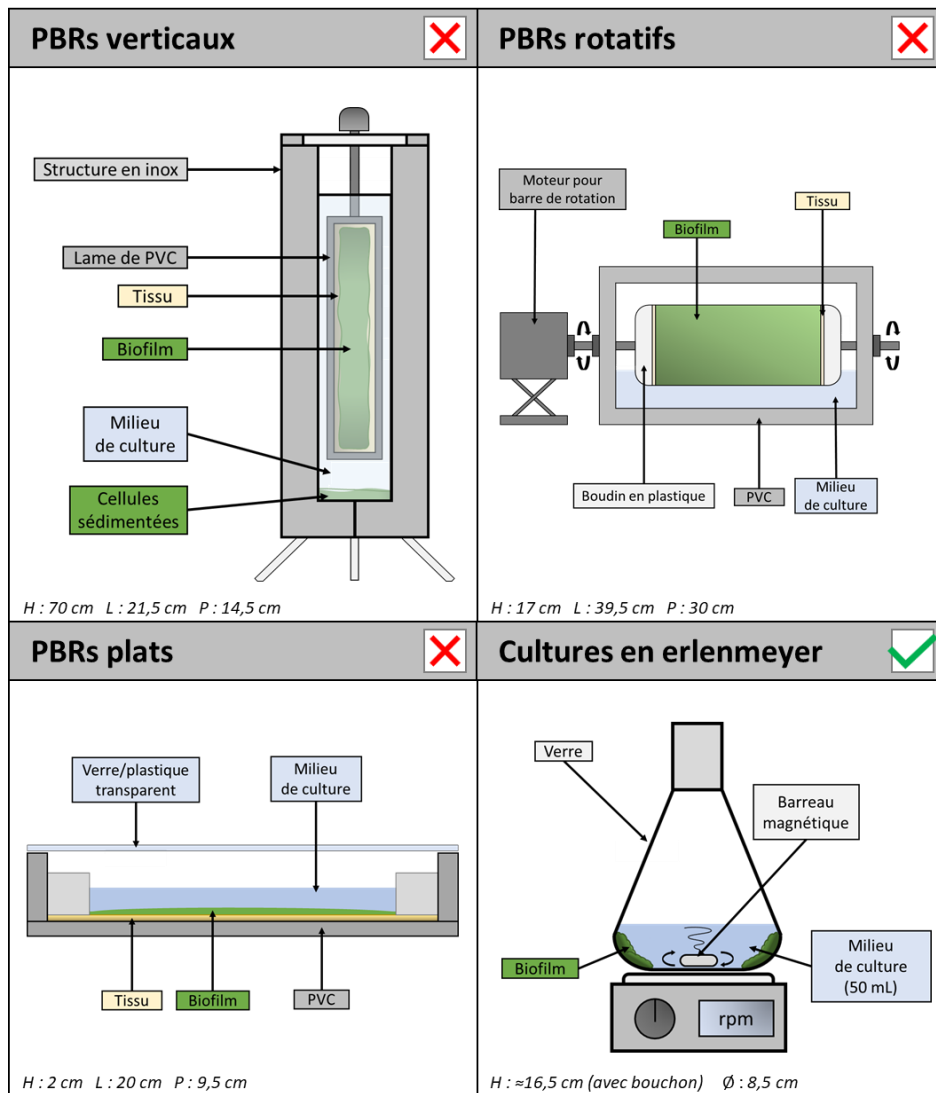 PBRs verticaux
Structure en inox
Lame de PVC
Tissu
Biofilm
Milieu
de culture
Cellules
sédimentées
H : 70 cm L : 21,5 cm P : 14,5 cm
PBRs rotatifs
Moteur pour
barre de rotation
Tissu
Biofilm
Boudin en plastique
PVC
Milieu
de culture
H : 17 cm L : 39,5 cm P : 30 cm
PBRs plats
Verre/plastique
transparent
Milieu
de culture
Tissu
Biofilm
PVC
H : 2 cm L : 20 cm P : 9,5 cm
Cultures en erlenmeyer
Verre
Barreau
magnétique
Biofilm
Milieu
de culture
(50 mL)
rpm
H : ≈16,5 cm (avec bouchon) Ø : 8,5 cm